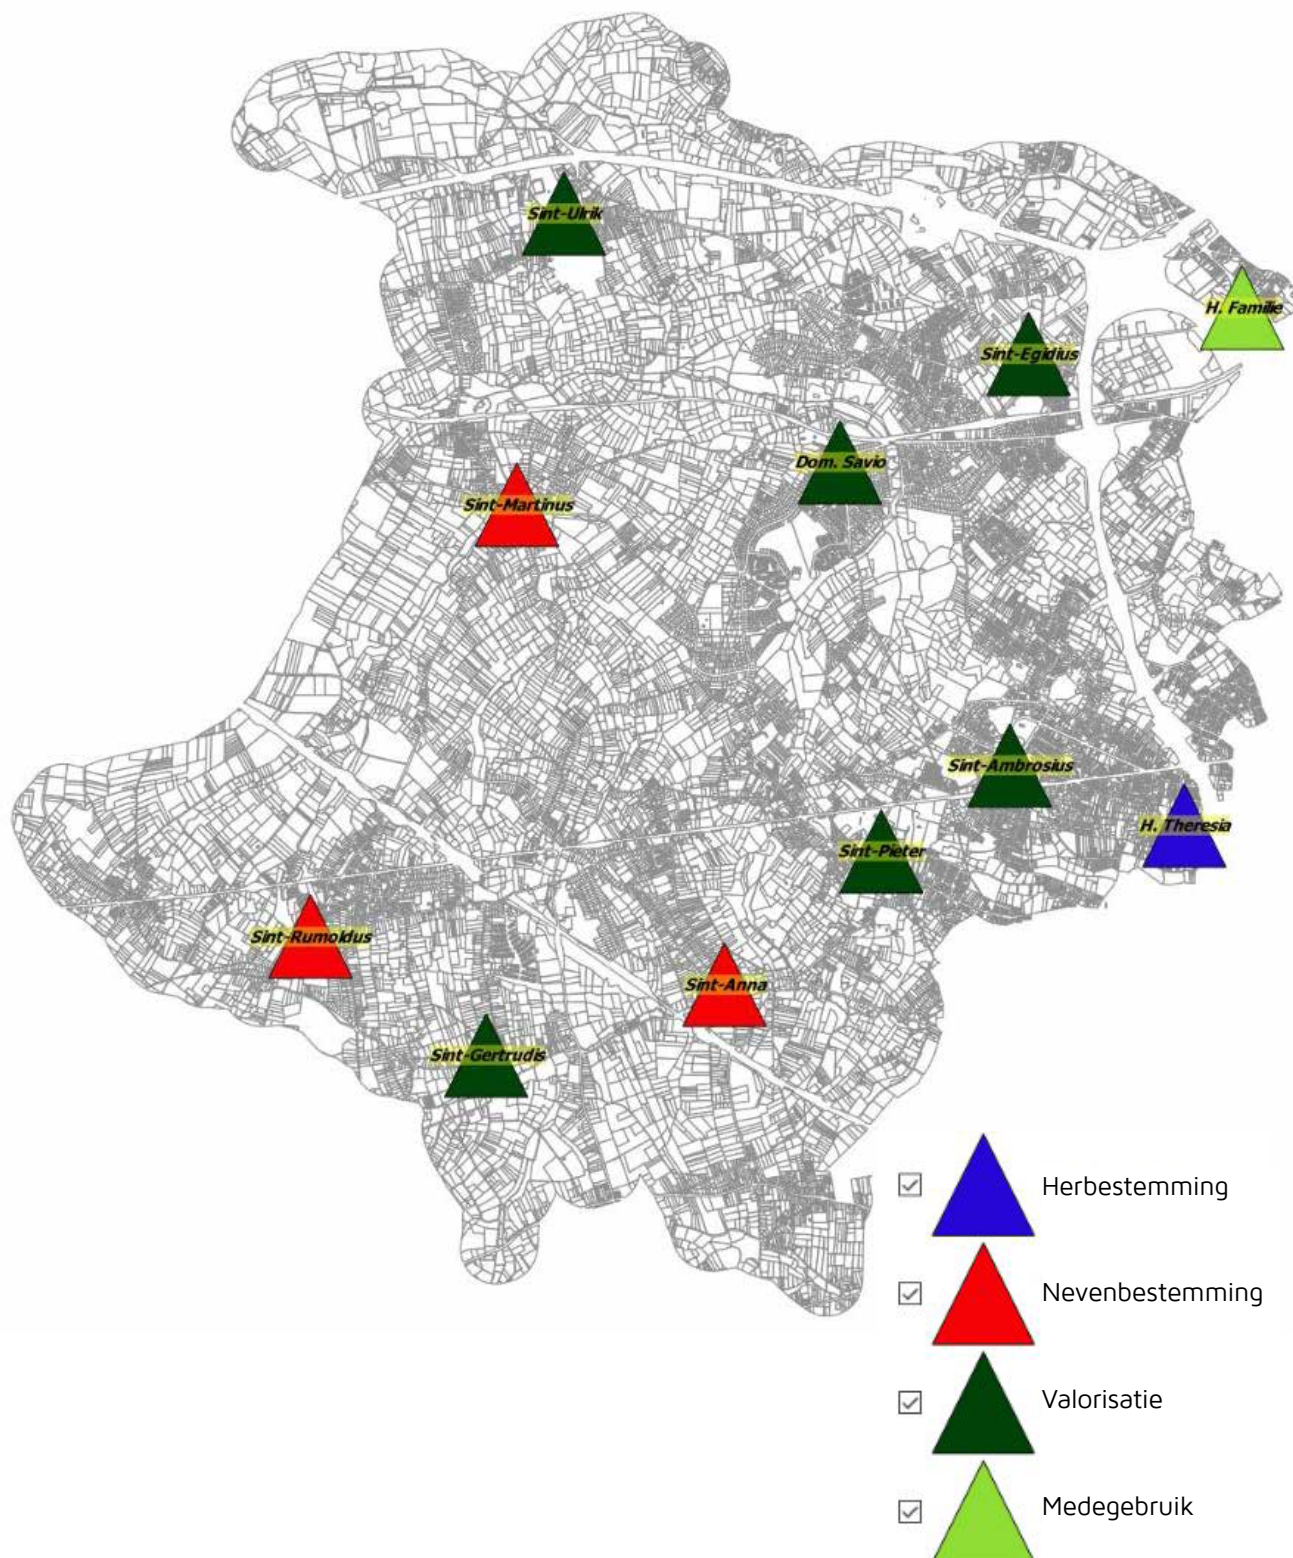 Sint-Ulrik
H. Familie
Sint-Egidius
Dom. Savio
Sint-Martinus
Sint-Ambrosius
H. Theresia
Sint-Pieter
Sint-Rumoldus
Sint-Anna
Sint-Gertrudis
Herbestemming
Nevenbestemming
Valorisatie
Medegebruik